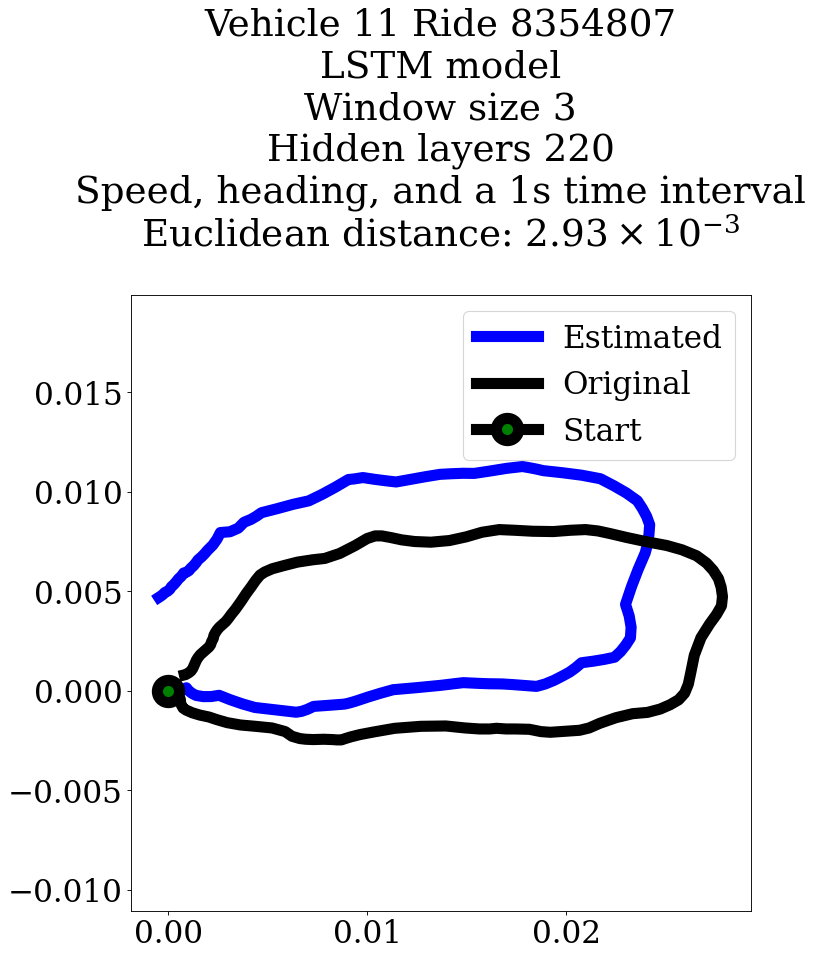 Vehicle 11 Ride 8354807
LSTM model
Window size 3
Hidden layers 220
Speed, heading, and a 1s time interval
Euclidean distance: 2.93 × 10⁻³
Estimated
Original
Start
0.015
0.010
0.005
0.000
−0.005
−0.010
0.00 0.01 0.02